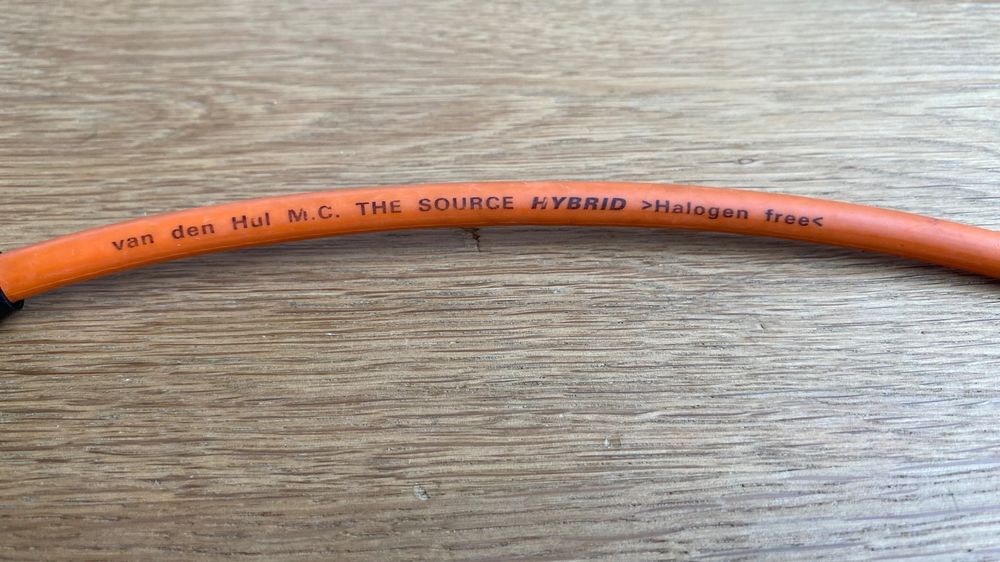 van den Hul M.C. THE SOURCE HYBRID >Halogen free<